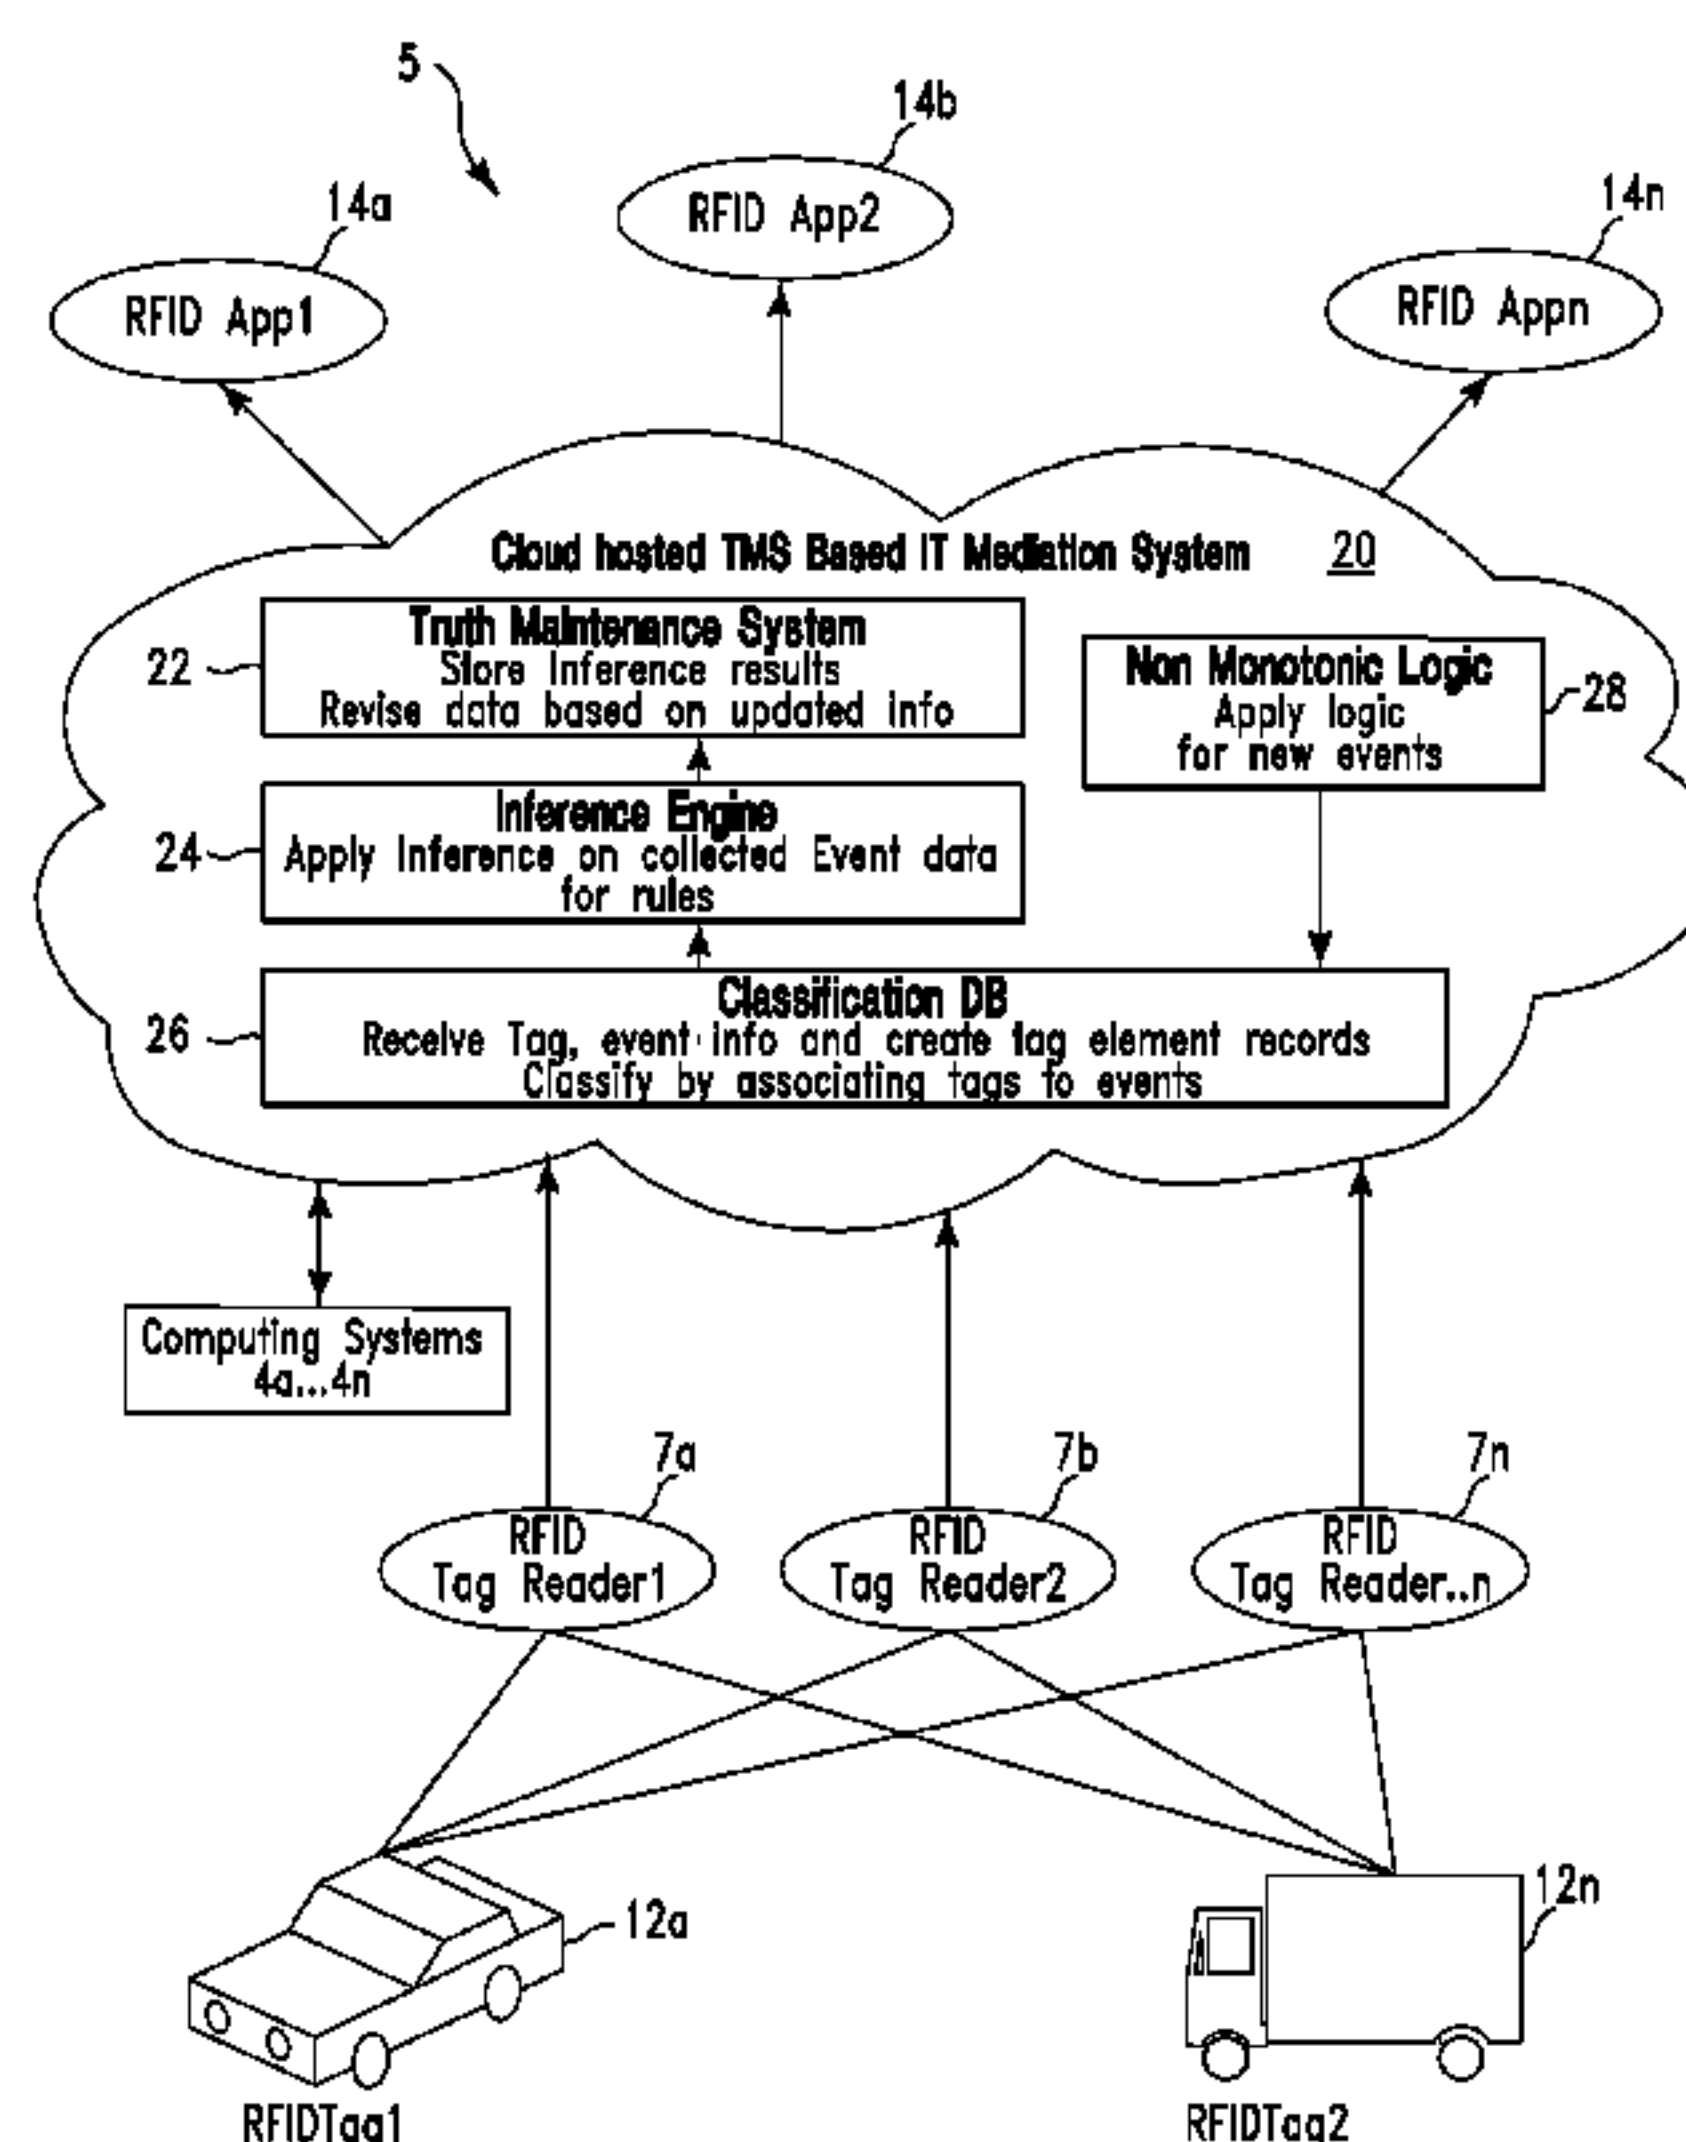 5
14b
RFID App2
14a
RFID App1
14n
RFID Appn
Cloud hosted TMS Based IT Mediation System 20
Truth Maintenance System
Store Inference results
Revise data based on updated info
22
Non Monotonic Logic
Apply logic
for new events
28
Inference Engine
Apply Inference on collected Event data
for rules
24
Classification DB
Receive Tag, event info and create tag element records
Classify by associating tags to events
26
Computing Systems
4a...4n
7a
RFID
Tag Reader1
7b
RFID
Tag Reader2
7n
RFID
Tag Reader..n
12a
RFIDTag1
12n
RFIDTag2